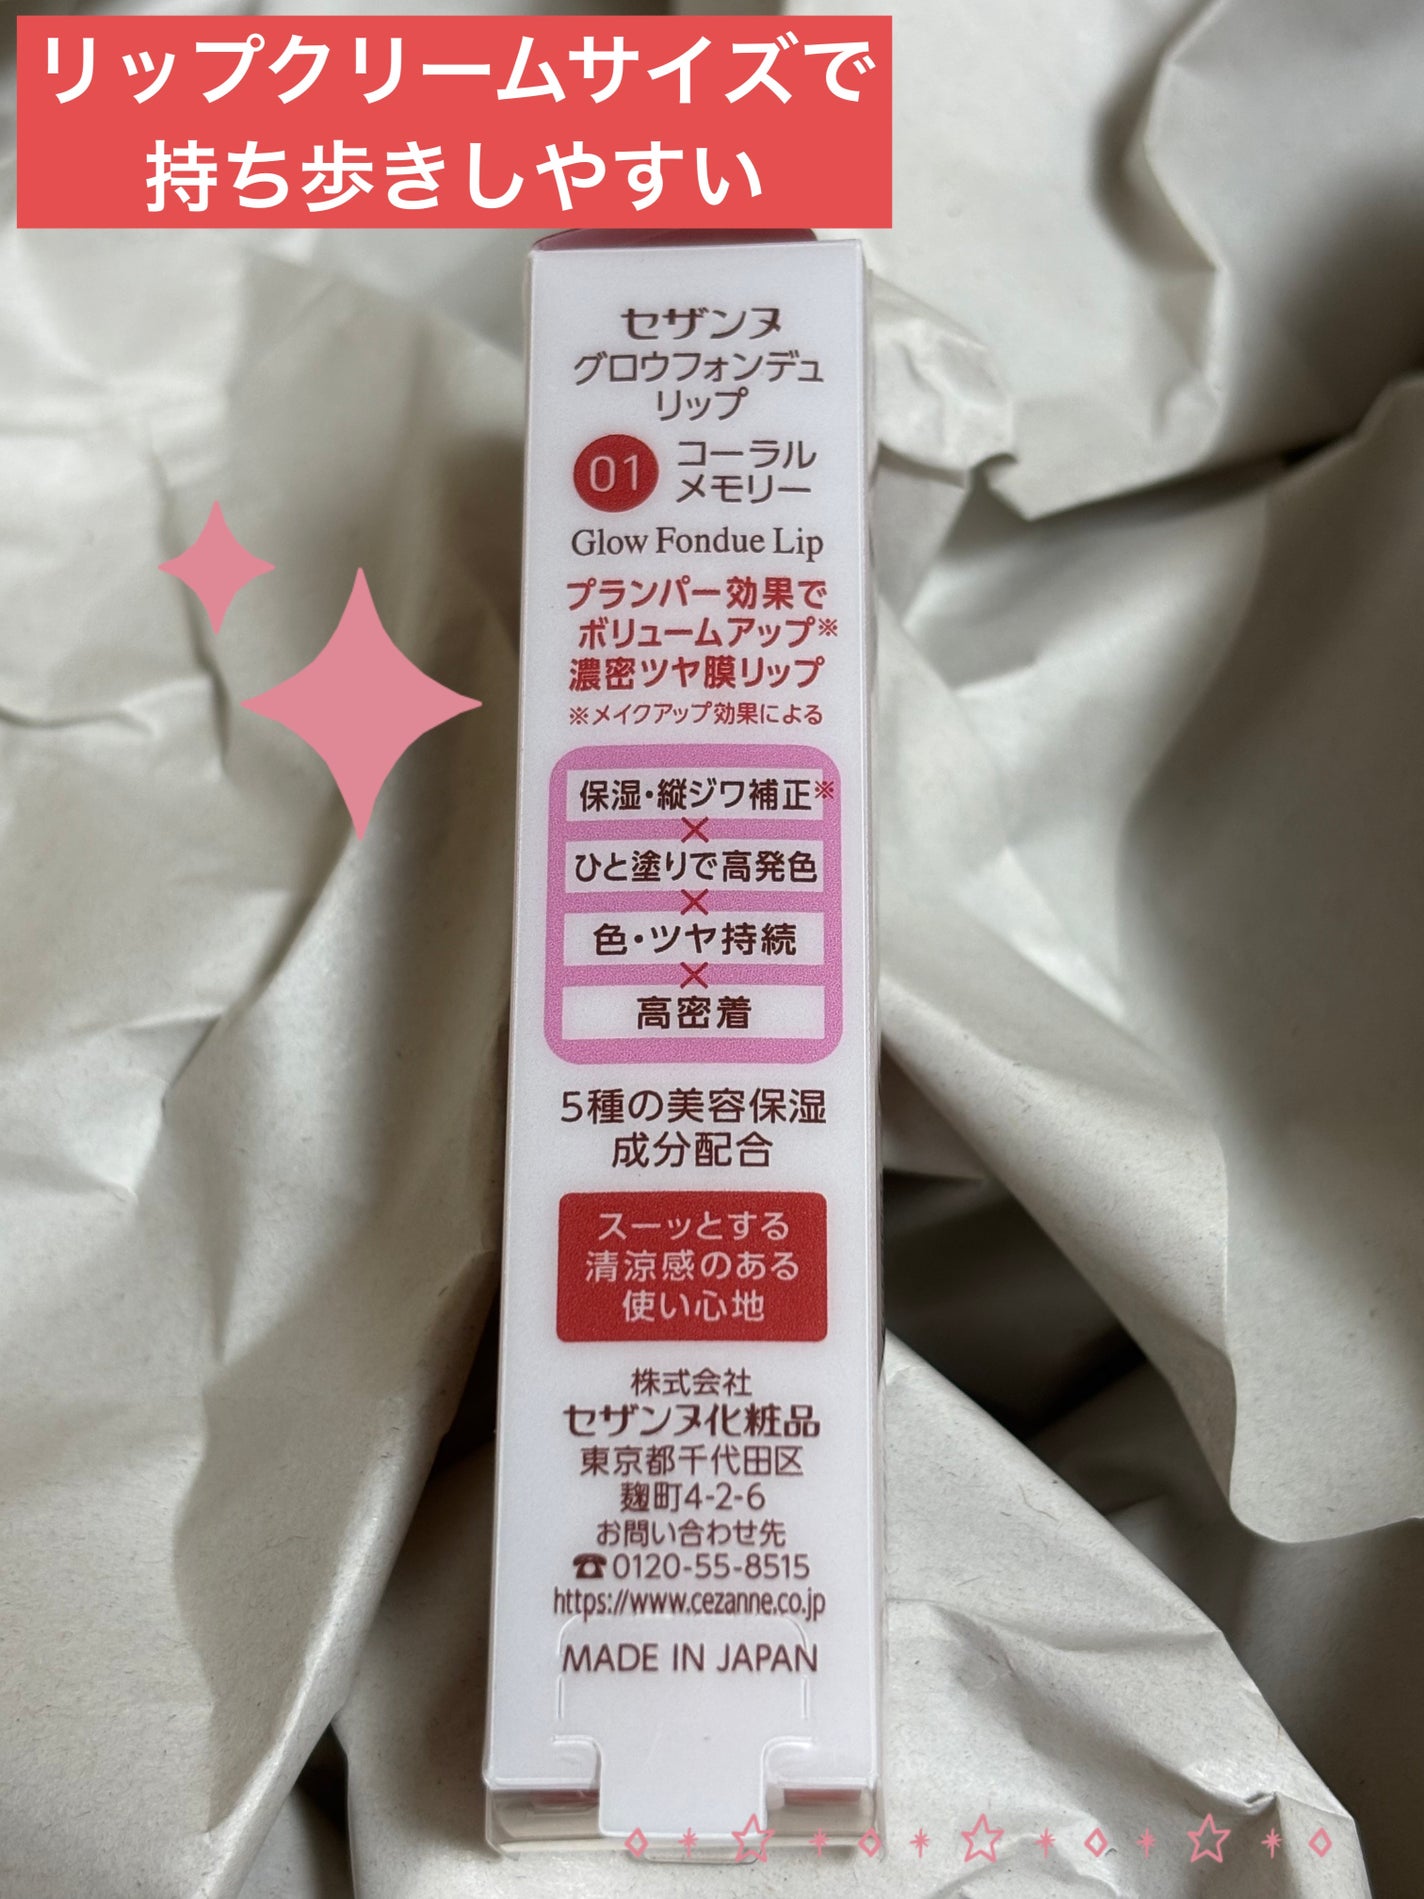 リップクリームサイズで
持ち歩きしやすい
セザンヌ
グロウフォンデュ
リップ
01 コーラル
メモリー
Glow Fondue Lip
プランパー効果で
ボリュームアップ※
濃密ツヤ膜リップ
※メイクアップ効果による
保湿・縦ジワ補正※
×
ひと塗りで高発色
×
色・ツヤ持続
×
高密着
5種の美容保湿
成分配合
スーッとする
清涼感のある
使い心地
株式会社
セザンヌ化粧品
東京都千代田区
麹町4-2-6
お問い合わせ先
☎0120-55-8515
https://www.cezanne.co.jp
MADE IN JAPAN